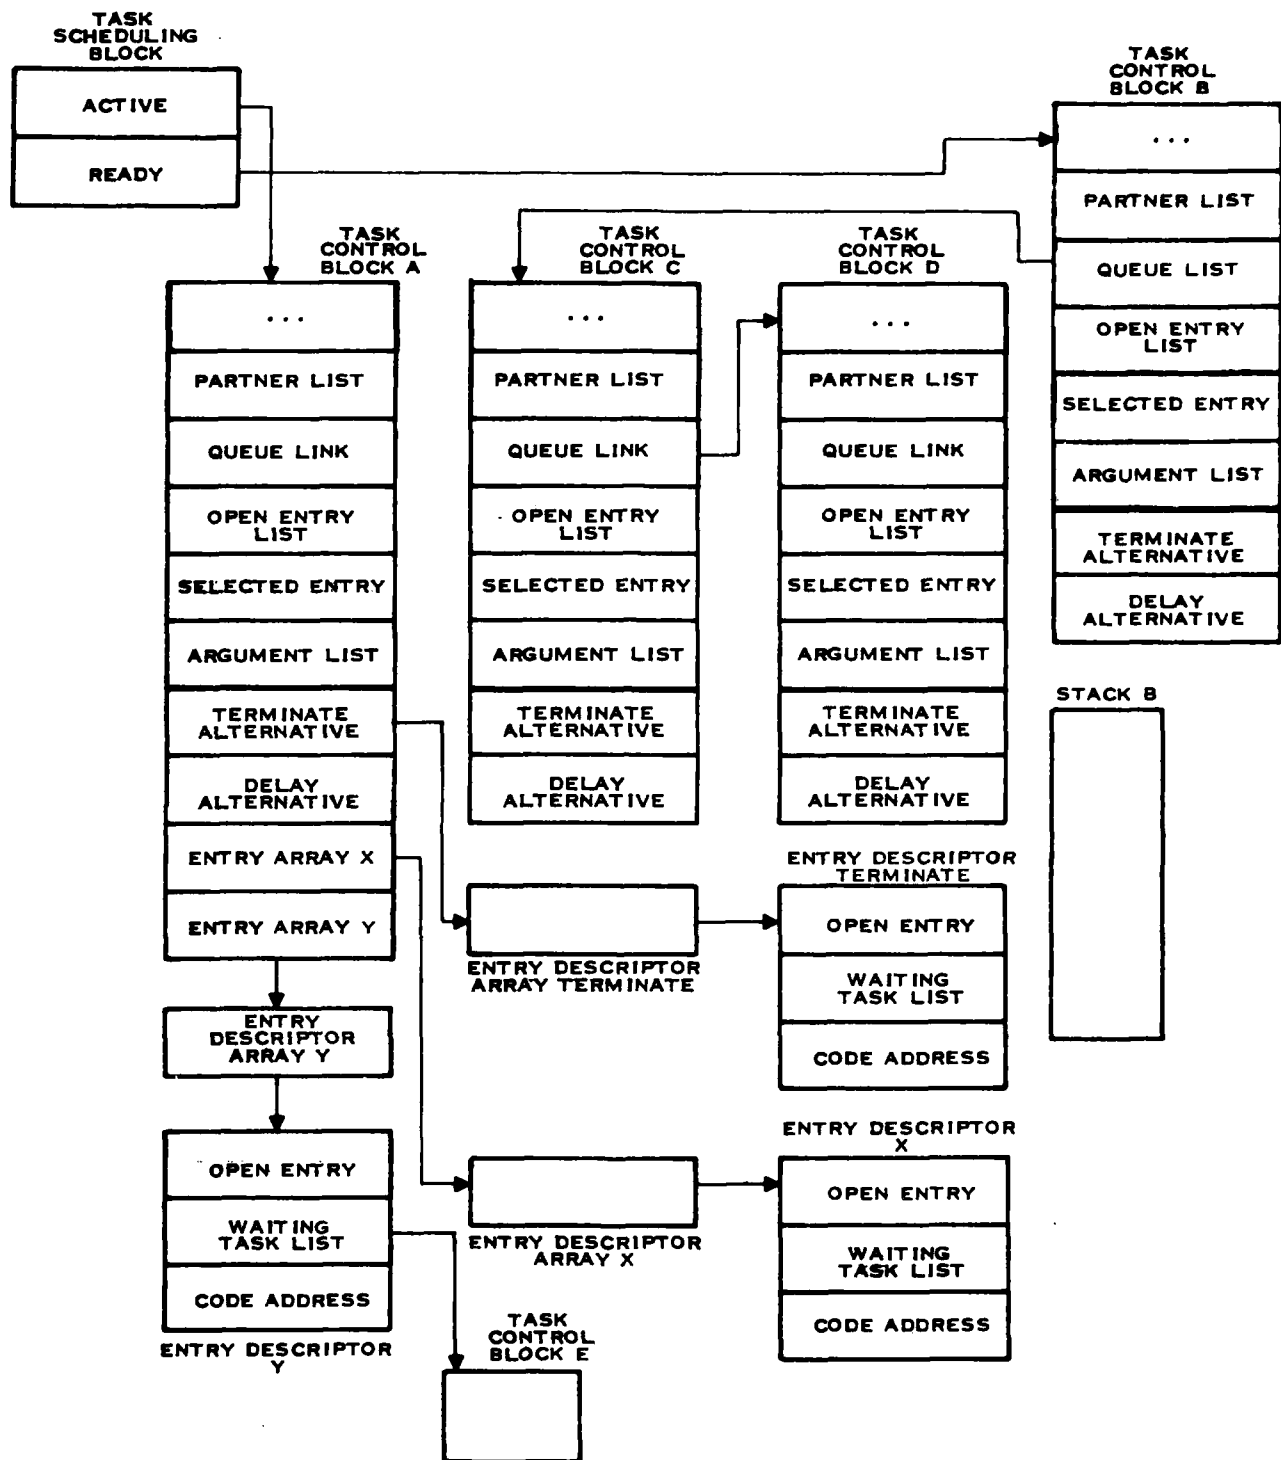 TASK
SCHEDULING
BLOCK
ACTIVE
READY
TASK
CONTROL
BLOCK B
...
PARTNER LIST
QUEUE LIST
OPEN ENTRY
LIST
SELECTED ENTRY
ARGUMENT LIST
TERMINATE
ALTERNATIVE
DELAY
ALTERNATIVE
TASK
CONTROL
BLOCK A
...
PARTNER LIST
QUEUE LINK
OPEN ENTRY
LIST
SELECTED ENTRY
ARGUMENT LIST
TERMINATE
ALTERNATIVE
DELAY
ALTERNATIVE
ENTRY ARRAY X
ENTRY ARRAY Y
TASK
CONTROL
BLOCK C
...
PARTNER LIST
QUEUE LINK
OPEN ENTRY
LIST
SELECTED ENTRY
ARGUMENT LIST
TERMINATE
ALTERNATIVE
DELAY
ALTERNATIVE
TASK
CONTROL
BLOCK D
...
PARTNER LIST
QUEUE LINK
OPEN ENTRY
LIST
SELECTED ENTRY
ARGUMENT LIST
TERMINATE
ALTERNATIVE
DELAY
ALTERNATIVE
STACK B
ENTRY DESCRIPTOR
ARRAY TERMINATE
ENTRY DESCRIPTOR
TERMINATE
OPEN ENTRY
WAITING
TASK LIST
CODE ADDRESS
ENTRY
DESCRIPTOR
ARRAY Y
OPEN ENTRY
WAITING
TASK LIST
CODE ADDRESS
ENTRY DESCRIPTOR
Y
ENTRY DESCRIPTOR
ARRAY X
ENTRY DESCRIPTOR
X
OPEN ENTRY
WAITING
TASK LIST
CODE ADDRESS
TASK
CONTROL
BLOCK E